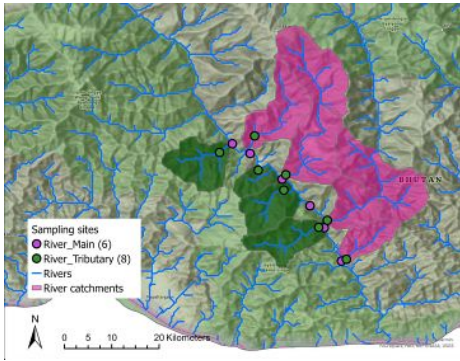 BHUTAN
Sampling sites
River_Main (6)
River_Tributary (8)
Rivers
River catchments
N
0 5 10 20 Kilometers